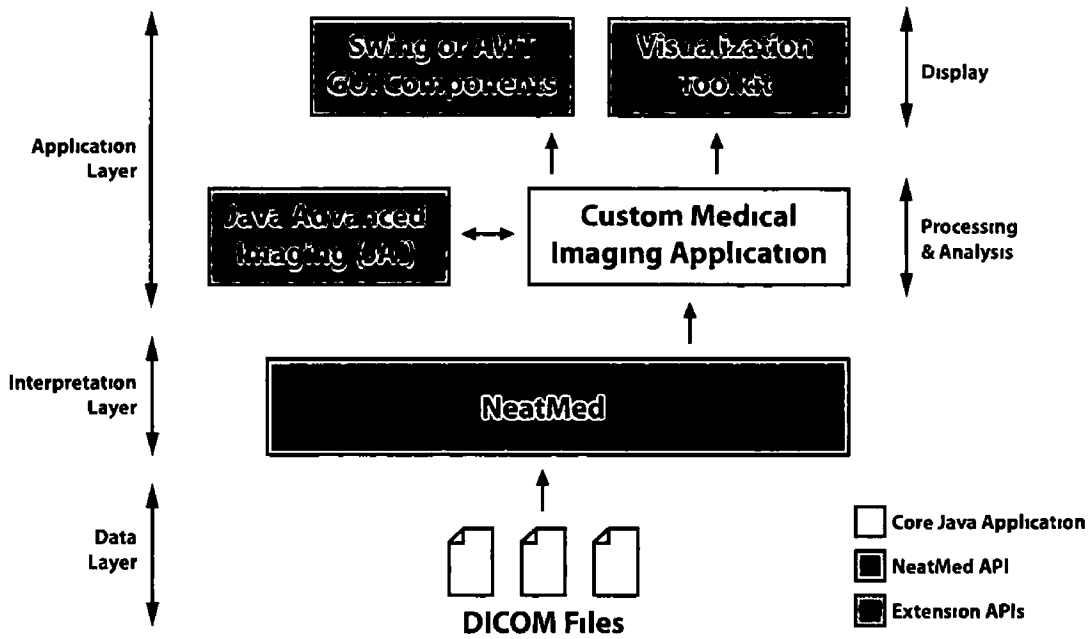 Swing or AWT
GUI Components
Visualization
Toolkit
Display
Application
Layer
Java Advanced
Imaging (JAI)
Custom Medical
Imaging Application
Processing
& Analysis
Interpretation
Layer
NeatMed
Data
Layer
DICOM Files
Core Java Application
NeatMed API
Extension APIs